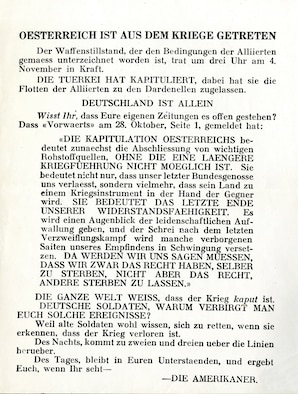 OESTERREICH IST AUS DEM KRIEGE GETRETEN
Der Waffenstillstand, der den Bedingungen der Alliierten
gemaess unterzeichnet worden ist, trat um drei Uhr am 4.
November in Kraft.
DIE TUERKEI HAT KAPITULIERT, dabei hat sie die
Flotten der Alliierten zu den Dardenellen zugelassen.
DEUTSCHLAND IST ALLEIN
Wisst Ihr, dass Eure eigenen Zeitungen es offen gestehen?
Dass «Vorwaerts» am 28. Oktober, Seite 1, gemeldet hat:
«DIE KAPITULATION OESTERREICHS be-
deutet zunaechst die Abschliessung von wichtigen
Rohstoffquellen, OHNE DIE EINE LAENGERE
KRIEGFUEHRUNG NICHT MOEGLICH IST. Sie
bedeutet nicht nur, dass unser letzter Bundesgenosse
uns verlaesst, sondern vielmehr, dass sein Land zu
einem Kriegsinstrument in der Hand der Gegner
wird. SIE BEDEUTET DAS LETZTE ENDE
UNSERER WIDERSTANDSFAEHIGKEIT. Es
wird einen Augenblick der leidenschaftlichen Auf-
wallung geben, und der Schrei nach dem letzten
Verzweiflungskampf wird manche verborgenen
Saiten unseres Empfindens in Schwingung verset-
zen. DA WERDEN WIR UNS SAGEN MUESSEN,
DASS WIR ZWAR DAS RECHT HABEN, SELBER
ZU STERBEN, NICHT ABER DAS RECHT,
ANDERE STERBEN ZU LASSEN.»
DIE GANZE WELT WEISS, dass der Krieg kaput ist.
DEUTSCHE SOLDATEN, WARUM VERBIRGT MAN
EUCH SOLCHE EREIGNISSE?
Weil alte Soldaten wohl wissen, sich zu retten, wenn sie
erkennen, dass der Krieg verloren ist.
Des Nachts, kommt zu zweien und dreien ueber die Linien
herueber.
Des Tages, bleibt in Euren Unterstaenden, und ergebt
Euch, wenn Ihr seht—
—DIE AMERIKANER.